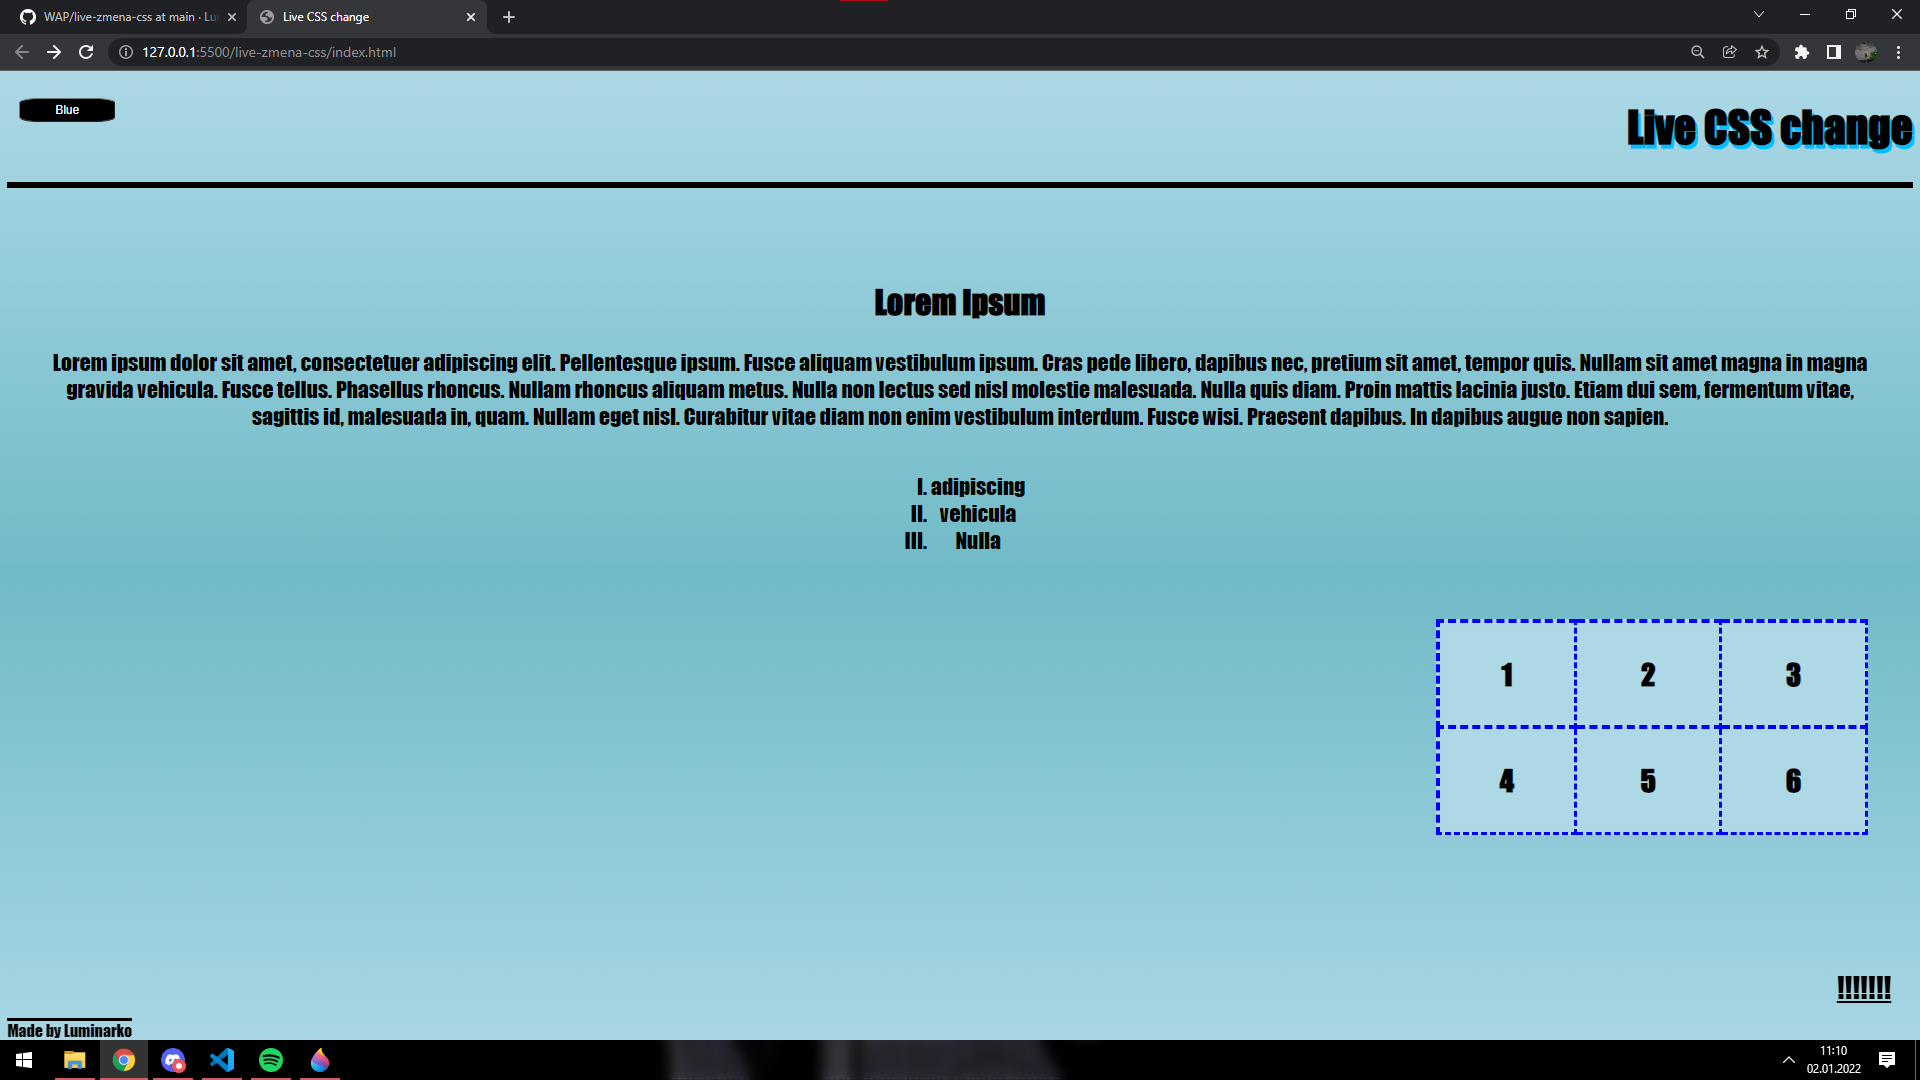 WAP/live-zmena-css at main · Lu
Live CSS change
127.0.0.1:5500/live-zmena-css/index.html
Blue
Live CSS change
Lorem Ipsum
Lorem ipsum dolor sit amet, consectetuer adipiscing elit. Pellentesque ipsum. Fusce aliquam vestibulum ipsum. Cras pede libero, dapibus nec, pretium sit amet, tempor quis. Nullam sit amet magna in magna
gravida vehicula. Fusce tellus. Phasellus rhoncus. Nullam rhoncus aliquam metus. Nulla non lectus sed nisl molestie malesuada. Nulla quis diam. Proin mattis lacinia justo. Etiam dui sem, fermentum vitae,
sagittis id, malesuada in, quam. Nullam eget nisl. Curabitur vitae diam non enim vestibulum interdum. Fusce wisi. Praesent dapibus. In dapibus augue non sapien.
I. adipiscing
II. vehicula
III. Nulla
1 2 3
4 5 6
!!!!!!!
Made by Luminarko
11:10
02.01.2022